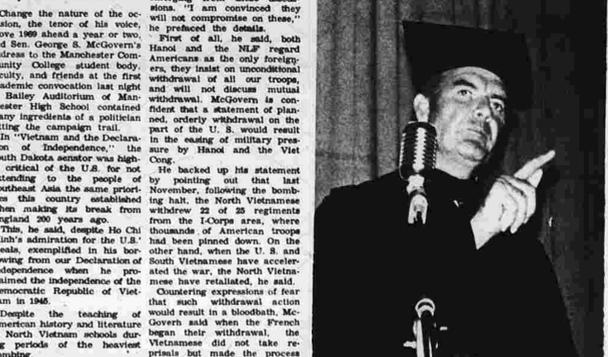 Change the nature of the oc-
sion, the tenor of his voice,
ove 1969 ahead a year or two,
d Sen. George S. McGovern's
dress to the Manchester Com-
unity College student body,
culty, and friends at the first
ademic convocation last night
Bailey Auditorium of Man-
ester High School contained
any ingredients of a politician
tting the campaign trail.
In "Vietnam and the Declara-
on of Independence," the
outh Dakota senator was high-
critical of the U.S. for not
tending to the people of
outheast Asia the same priori-
es this country established
hen making its break from
ngland 200 years ago.
This, he said, despite Ho Chi
inh's admiration for the U.S.'
eals, exemplified in his bor-
owing from our Declaration of
dependence when he pro-
aimed the independence of the
emocratic Republic of Viet-
am in 1945.
Despite the teaching of
merican history and literature
North Vietnam schools dur-
g periods of the heaviest
mbing
sions. "I am convinced they
will not compromise on these,"
he prefaced the details.
First of all, he said, both
Hanoi and the NLF regard
Americans as the only foreign-
ers, they insist on unconditional
withdrawal of all our troops,
and will not discuss mutual
withdrawal. McGovern is con-
fident that a statement of plan-
ned, orderly withdrawal on the
part of the U. S. would result
in the easing of military pres-
sure by Hanoi and the Viet
Cong.
He backed up his statement
by pointing out that last
November, following the bomb-
ing halt, the North Vietnamese
withdrew 22 of 25 regiments
from the I-Corps area, where
thousands of American troops
had been pinned down. On the
other hand, when the U. S. and
South Vietnamese have acceler-
ated the war, the North Vietna-
mese have retaliated, he said.
Countering expressions of fear
that such withdrawal action
would result in a bloodbath, Mc-
Govern said when the French
began their withdrawal, the
Vietnamese did not take re-
prisals but made the process